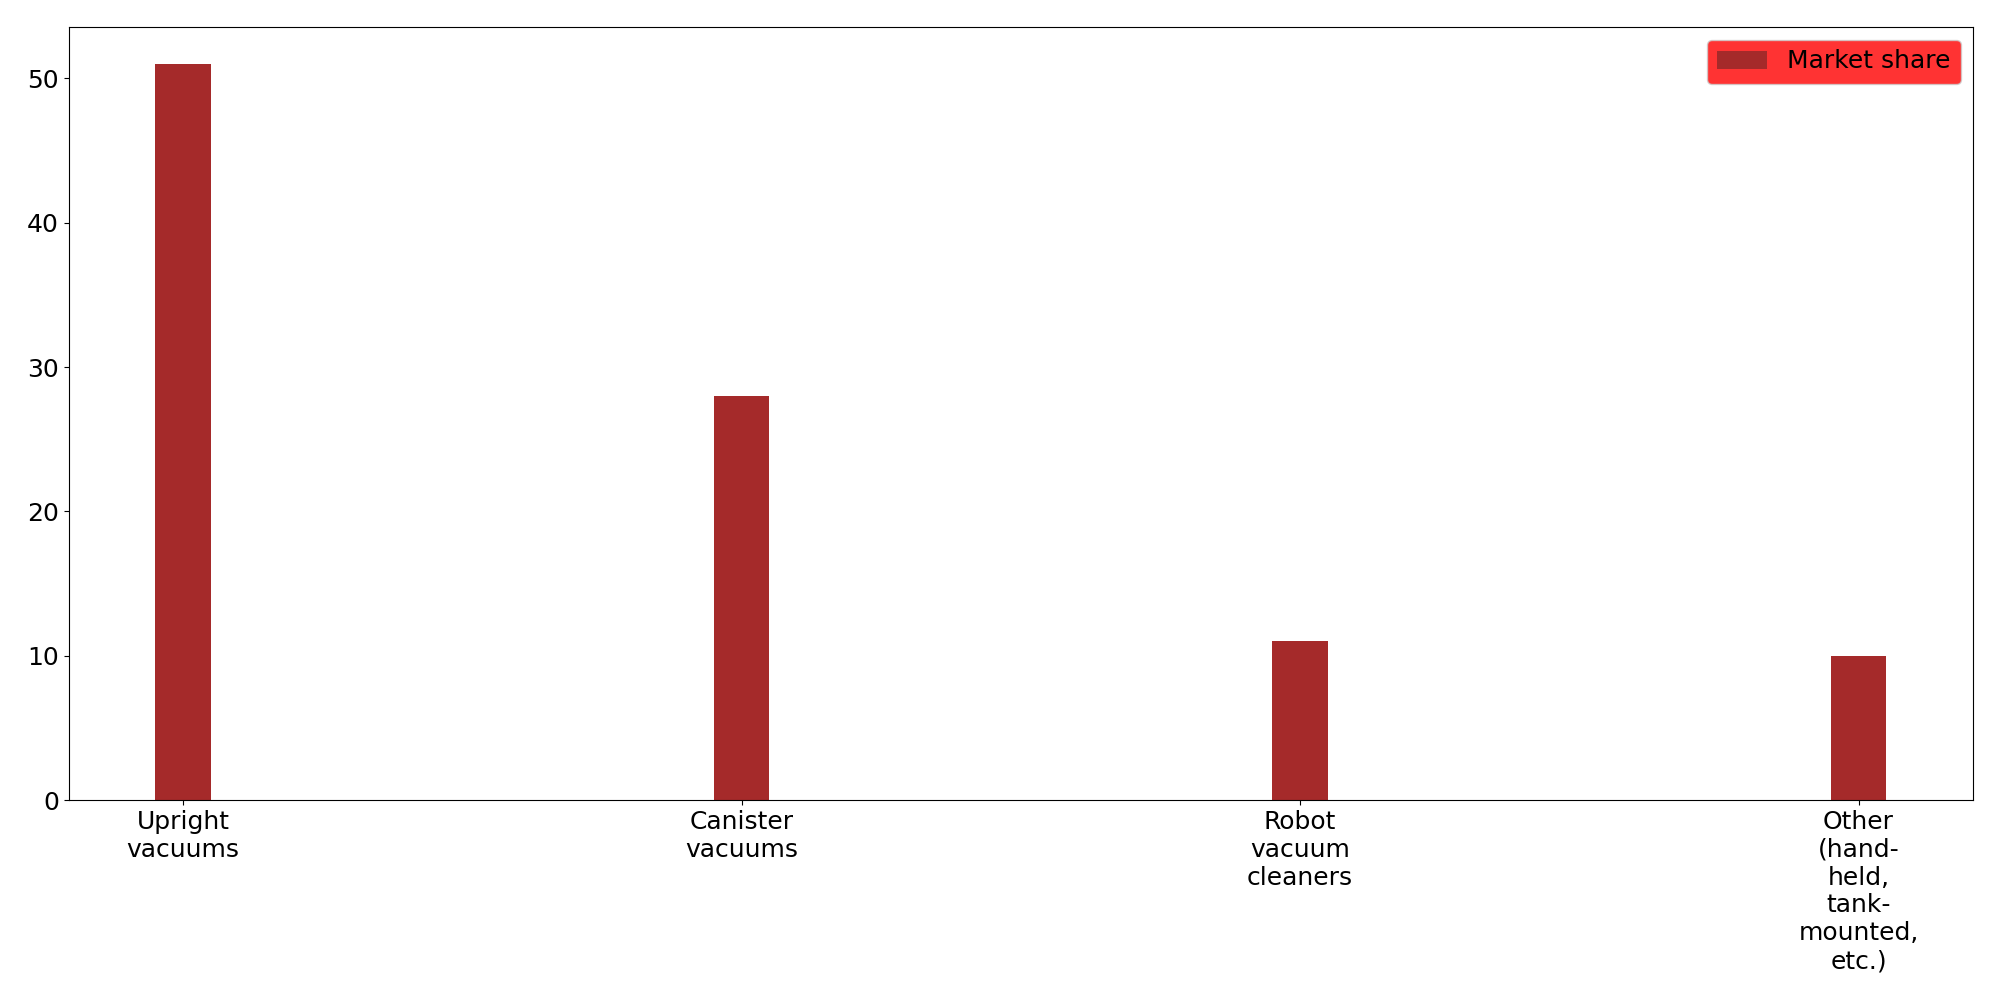 Market share
50
40
30
20
10
0
Upright
vacuums
Canister
vacuums
Robot
vacuum
cleaners
Other
(hand-
held,
tank-
mounted,
etc.)